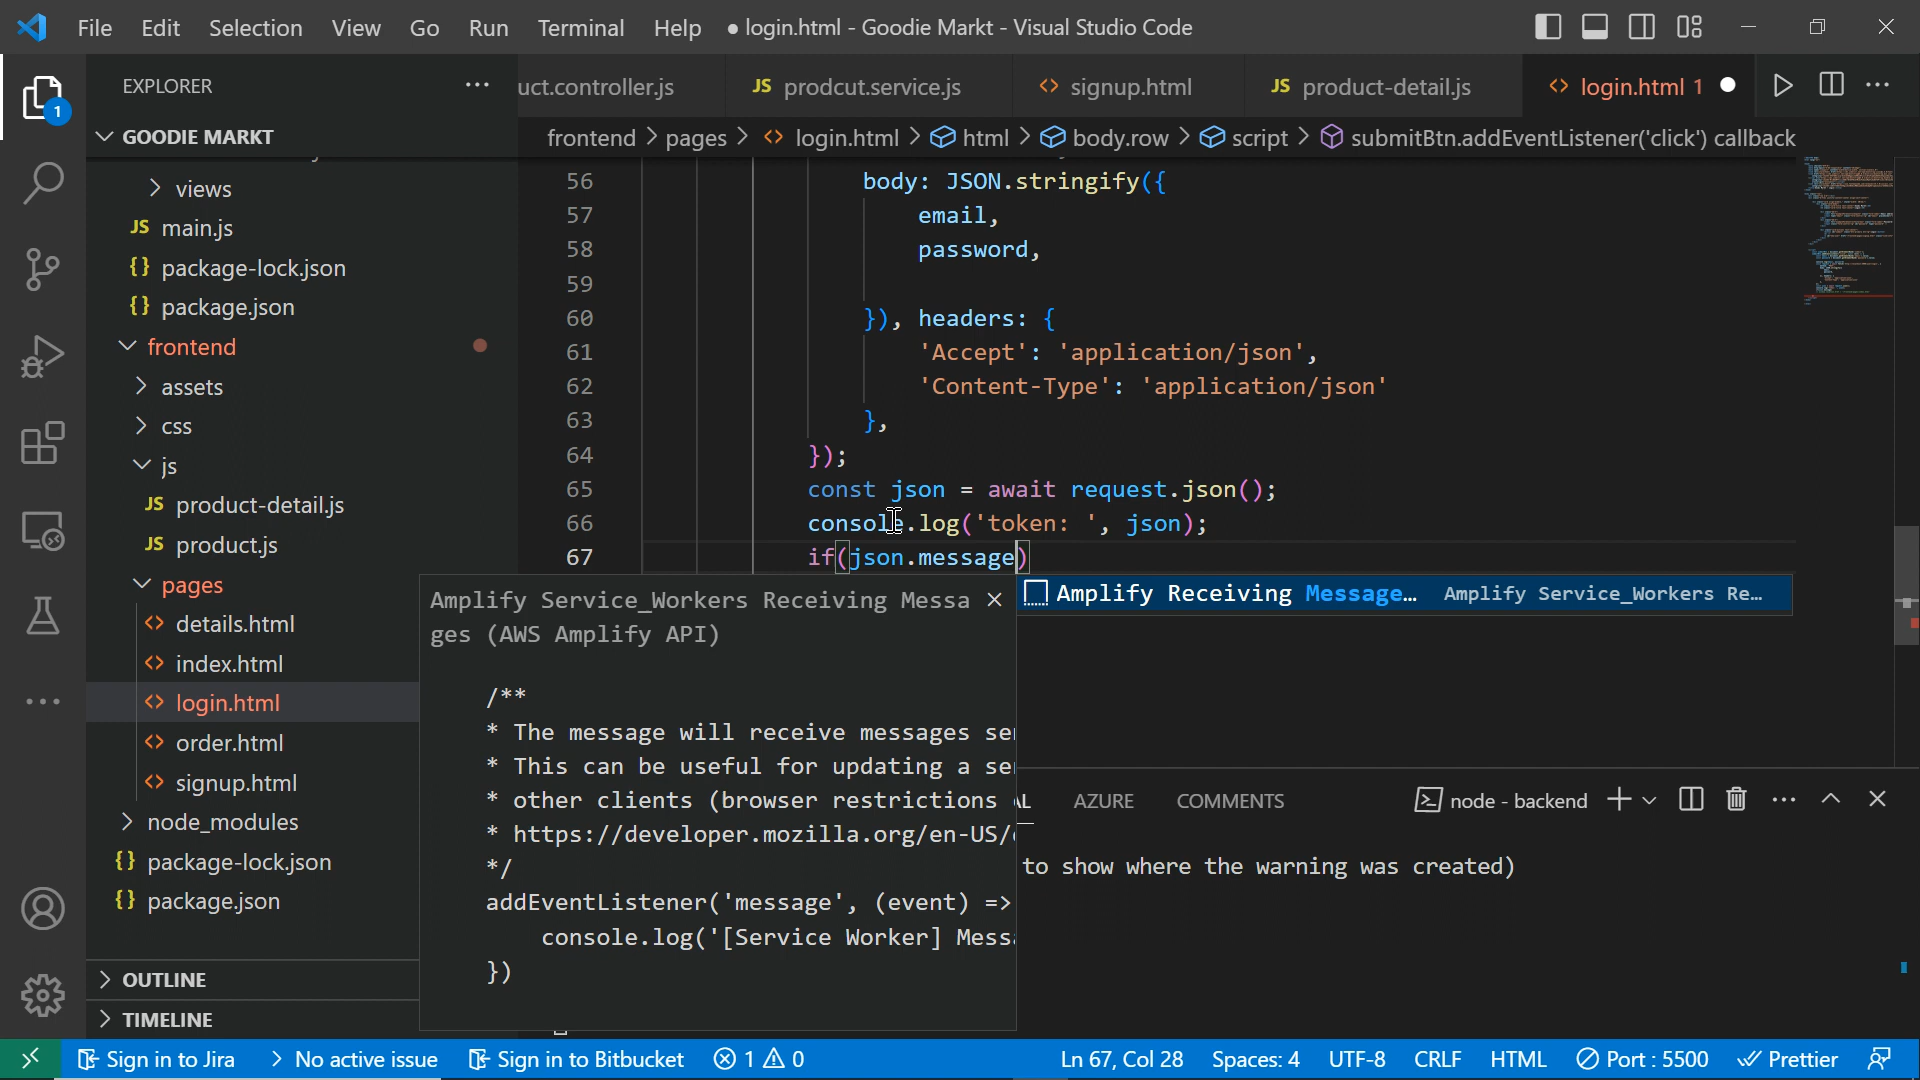 File Edit Selection View Go Run Terminal Help ● login.html - Goodie Markt - Visual Studio Code
EXPLORER
uct.controller.js JS prodcut.service.js <> signup.html JS product-detail.js <> login.html 1
GOODIE MARKT
frontend > pages > <> login.html > html > body.row > script > submitBtn.addEventListener('click') callback
views
JS main.js
{} package-lock.json
{} package.json
frontend
assets
css
js
JS product-detail.js
JS product.js
pages
<> details.html
<> index.html
<> login.html
<> order.html
<> signup.html
node_modules
{} package-lock.json
{} package.json
OUTLINE
TIMELINE
1
56 body: JSON.stringify({
57 email,
58 password,
59
60 }), headers: {
61 'Accept': 'application/json',
62 'Content-Type': 'application/json'
63 },
64 });
65 const json = await request.json();
66 console.log('token: ', json);
67 if(json.message)
Amplify Receiving Message… Amplify Service_Workers Re…
Amplify Service_Workers Receiving Messa
ges (AWS Amplify API)
/**
* The message will receive messages se
* This can be useful for updating a se
* other clients (browser restrictions
* https://developer.mozilla.org/en-US/
*/
addEventListener('message', (event) =>
console.log('[Service Worker] Mess
})
AL AZURE COMMENTS node - backend
to show where the warning was created)
Sign in to Jira > No active issue Sign in to Bitbucket 1 0 Ln 67, Col 28 Spaces: 4 UTF-8 CRLF HTML Port : 5500 Prettier